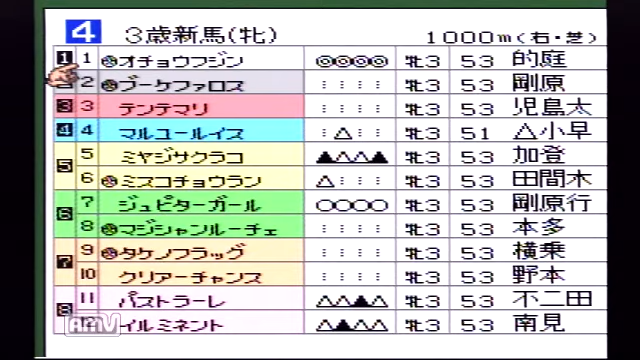 4 3歳新馬(牝) 1000m(右・芝)
1 1 オチョウフジン ◎◎◎◎ 牝3 53 的庭
2 ブーケファロス :::: 牝3 53 剛原
3 3 テンテマリ :::: 牝3 53 児島太
4 4 マルユールイス :△:: 牝3 51 △小早
5 5 ミヤジサクラコ ▲△△▲ 牝3 53 加登
6 ミスコチョウラン △::: 牝3 53 田間木
6 7 ジュピターガール ○○○○ 牝3 53 剛原行
8 マジシャンルーチェ :::: 牝3 53 本多
7 9 タケノフラッグ :::: 牝3 53 横乗
10 クリアーチャンス :::: 牝3 53 野本
8 11 パストラーレ △△▲△ 牝3 53 不二田
イルミネント △▲△△ 牝3 53 南見
AMV